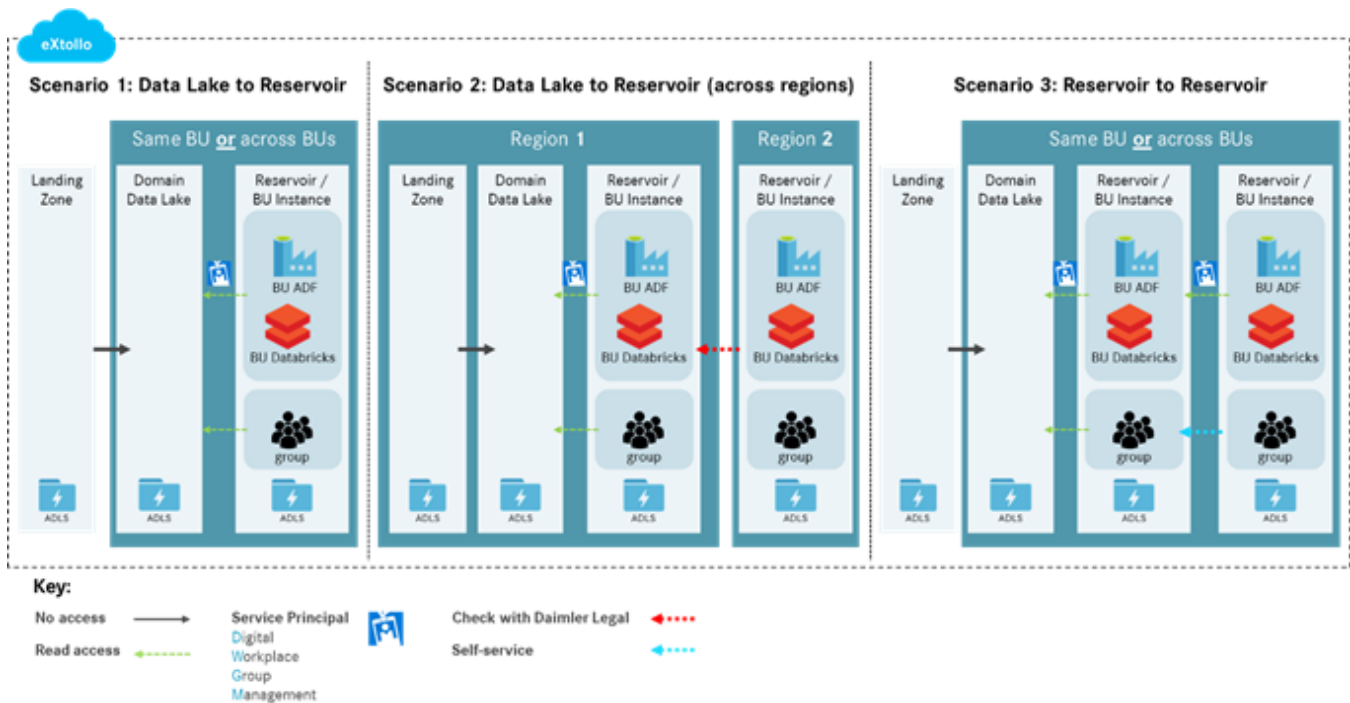 eXtollo
Scenario 1: Data Lake to Reservoir
Same BU or across BUs
Landing
Zone
Domain
Data Lake
Reservoir /
BU Instance
BU ADF
BU Databricks
group
ADLS
ADLS
ADLS
Scenario 2: Data Lake to Reservoir (across regions)
Region 1
Region 2
Landing
Zone
Domain
Data Lake
Reservoir /
BU Instance
Reservoir /
BU Instance
BU ADF
BU ADF
BU Databricks
BU Databricks
group
group
ADLS
ADLS
ADLS
ADLS
Scenario 3: Reservoir to Reservoir
Same BU or across BUs
Landing
Zone
Domain
Data Lake
Reservoir /
BU Instance
Reservoir /
BU Instance
BU ADF
BU ADF
BU Databricks
BU Databricks
group
group
ADLS
ADLS
ADLS
ADLS
Key:
No access
Read access
Service Principal
Digital
Workplace
Group
Management
Check with Daimler Legal
Self-service